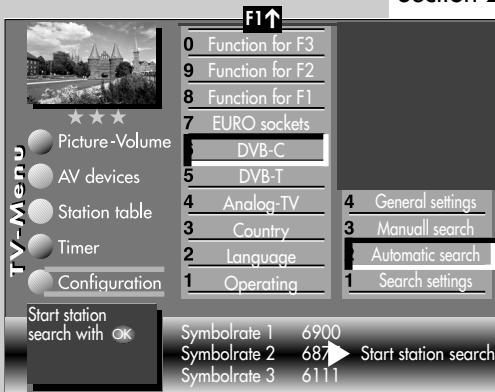 F1↑
0 Function for F3
9 Function for F2
8 Function for F1
7 EURO sockets
DVB-C
5 DVB-T
4 Analog-TV
3 Country
2 Language
1 Operating
TV-Menu
Picture-Volume
AV devices
Station table
Timer
Configuration
4 General settings
3 Manuall search
Automatic search
1 Search settings
Start station
search with OK
Symbolrate 1 6900
Symbolrate 2
Symbolrate 3 6111
Start station search